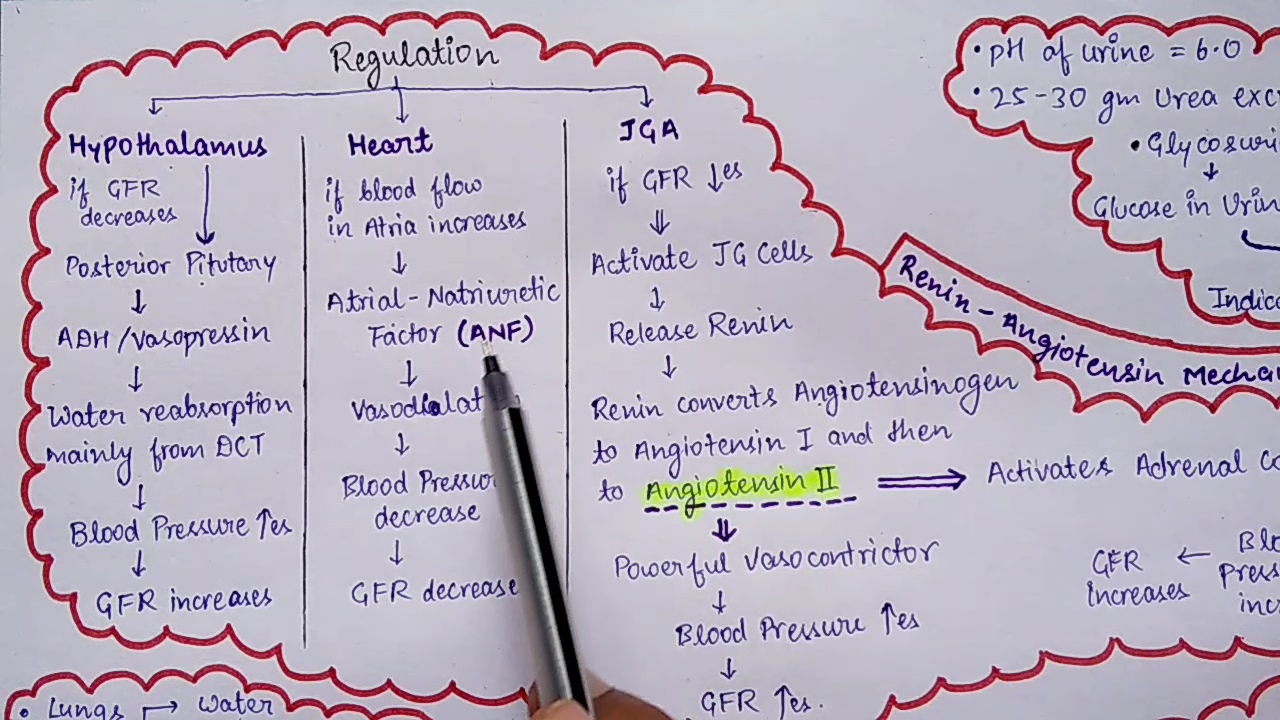 Regulation
Hypothalamus
if GFR
decreases
Posterior Pitutary
ADH/Vasopressin
Water reabsorption
mainly from DCT
Blood Pressure ↑es
GFR increases
Heart
if blood flow
in Atria increases
Atrial-Natriuretic
Factor (ANF)
Blood
decrease
GFR decrease
JGA
if GFR ↓es
Activate JG Cells
Release Renin
Renin converts Angiotensinogen
to Angiotensin I and then
to Angiotensin II ⇒ Activates Adrenal
Powerful Vasocontrictor
Blood Pressure ↑es
GFR ↑es.
GFR ←
increases
Renin-Angiotensin
• pH of urine = 6.0
• 25-30 gm Urea
Glucose in
• Lungs → Water